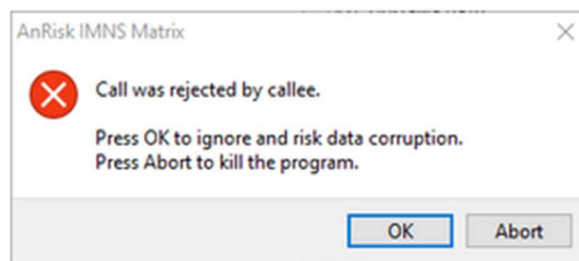 AnRisk IMNS Matrix
Call was rejected by callee.
Press OK to ignore and risk data corruption.
Press Abort to kill the program.
OK
Abort